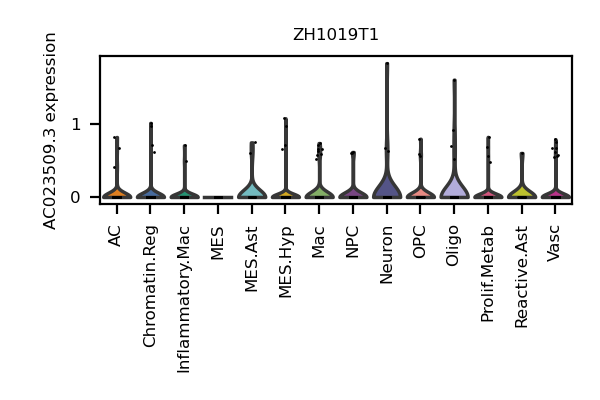 ZH1019T1
AC023509.3 expression
1
0
AC
Chromatin.Reg
Inflammatory.Mac
MES
MES.Ast
MES.Hyp
Mac
NPC
Neuron
OPC
Oligo
Prolif.Metab
Reactive.Ast
Vasc